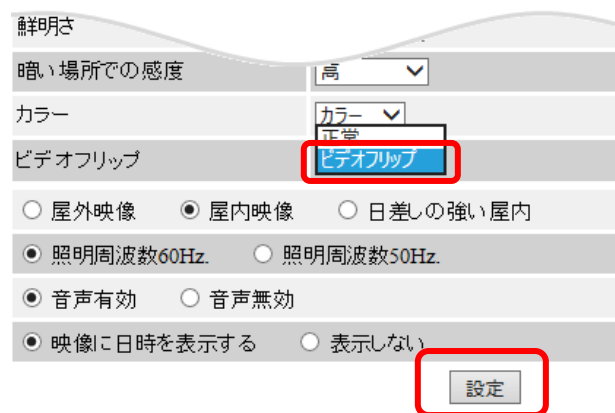 鮮明さ
暗い場所での感度 高
カラー カラー
正常
ビデオフリップ ビデオフリップ
屋外映像 屋内映像 日差しの強い屋内
照明周波数60Hz. 照明周波数50Hz.
音声有効 音声無効
映像に日時を表示する 表示しない
設定